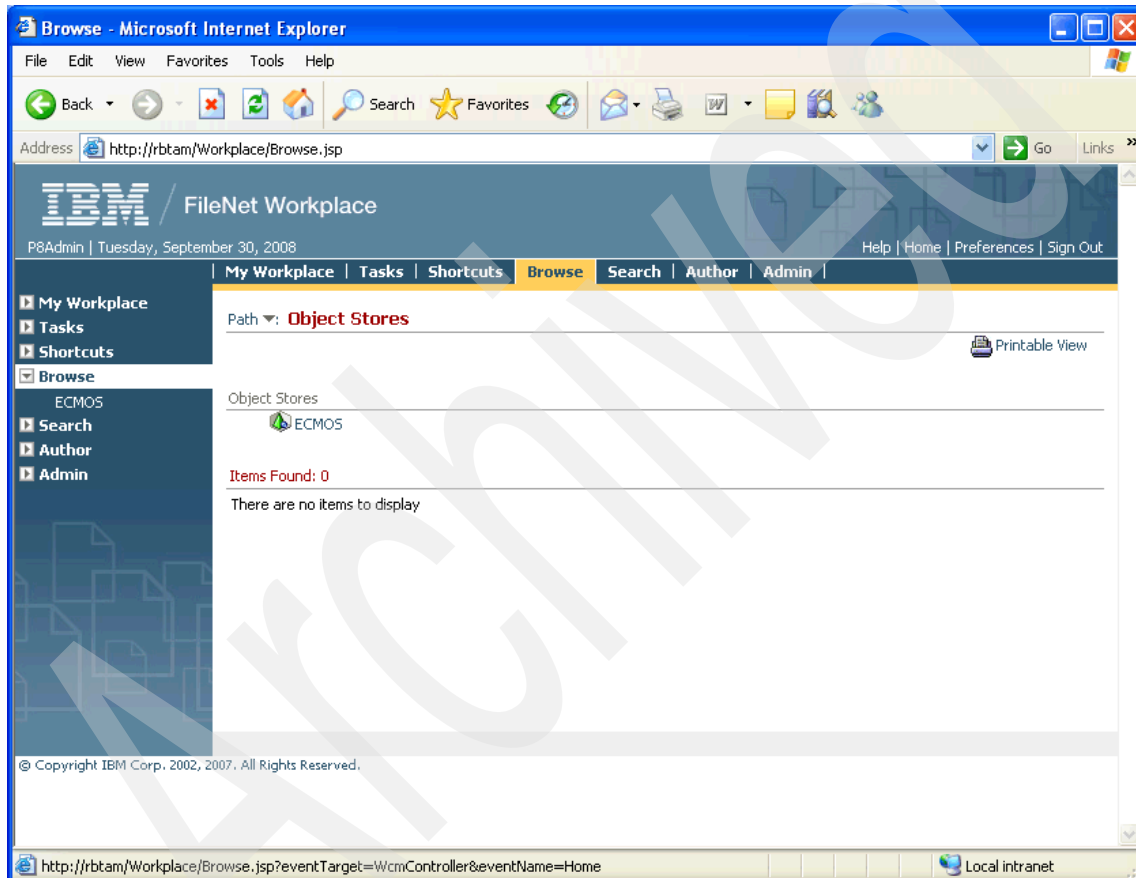 Browse - Microsoft Internet Explorer
File Edit View Favorites Tools Help
Back Search Favorites
Address http://rbtam/Workplace/Browse.jsp Go Links »
IBM / FileNet Workplace
P8Admin | Tuesday, September 30, 2008 Help | Home | Preferences | Sign Out
| My Workplace | Tasks | Shortcuts Browse Search | Author | Admin |
My Workplace
Tasks
Shortcuts
Browse
ECMOS
Search
Author
Admin
Path : Object Stores
Printable View
Object Stores
ECMOS
Items Found: 0
There are no items to display
© Copyright IBM Corp. 2002, 2007. All Rights Reserved.
http://rbtam/Workplace/Browse.jsp?eventTarget=WcmController&eventName=Home Local intranet
Archived